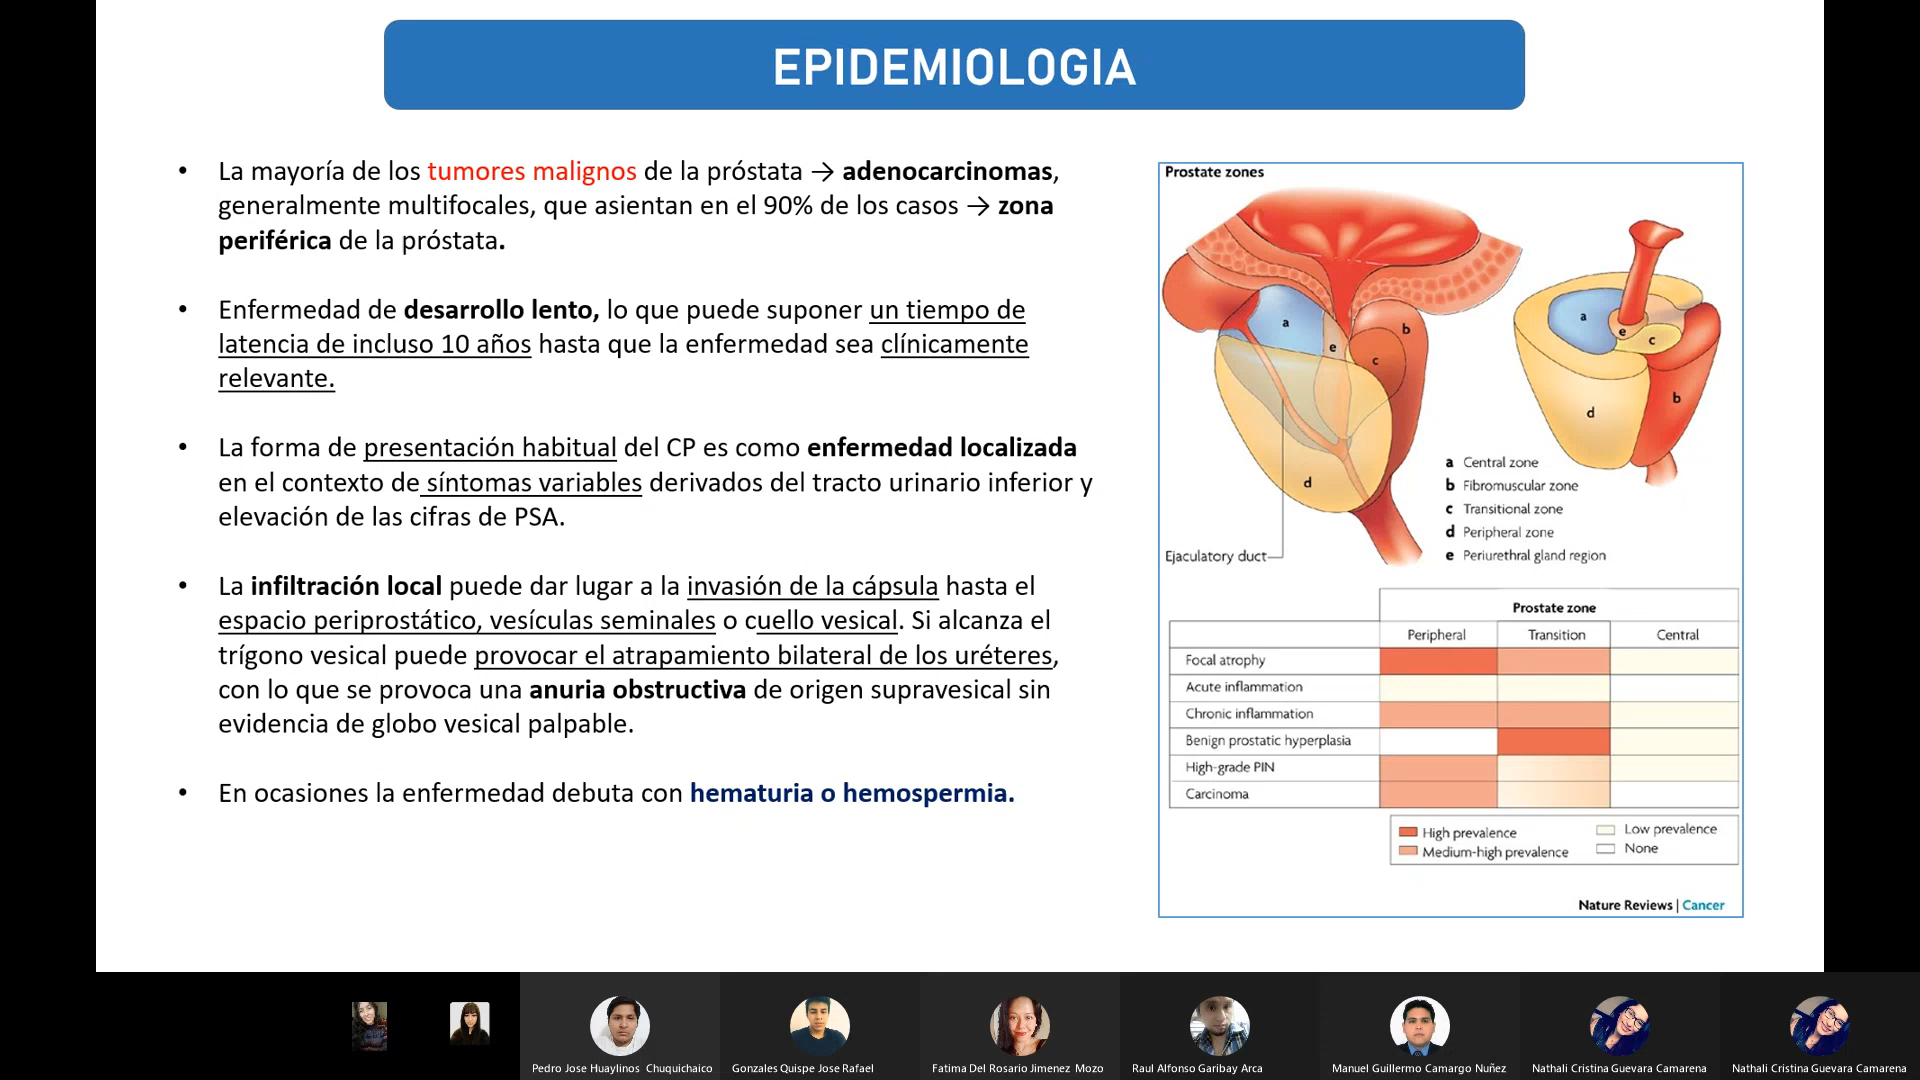 EPIDEMIOLOGIA
• La mayoría de los tumores malignos de la próstata → adenocarcinomas,
generalmente multifocales, que asientan en el 90% de los casos → zona
periférica de la próstata.
• Enfermedad de desarrollo lento, lo que puede suponer un tiempo de
latencia de incluso 10 años hasta que la enfermedad sea clínicamente
relevante.
• La forma de presentación habitual del CP es como enfermedad localizada
en el contexto de síntomas variables derivados del tracto urinario inferior y
elevación de las cifras de PSA.
• La infiltración local puede dar lugar a la invasión de la cápsula hasta el
espacio periprostático, vesículas seminales o cuello vesical. Si alcanza el
trígono vesical puede provocar el atrapamiento bilateral de los uréteres,
con lo que se provoca una anuria obstructiva de origen supravesical sin
evidencia de globo vesical palpable.
• En ocasiones la enfermedad debuta con hematuria o hemospermia.
Prostate zones
a
b
e
c
d
a
e
c
b
d
Ejaculatory duct
a Central zone
b Fibromuscular zone
c Transitional zone
d Peripheral zone
e Periurethral gland region
Prostate zone
Peripheral Transition Central
Focal atrophy
Acute inflammation
Chronic inflammation
Benign prostatic hyperplasia
High-grade PIN
Carcinoma
High prevalence Low prevalence
Medium-high prevalence None
Nature Reviews | Cancer
Pedro Jose Huaylinos Chuquichaico
Gonzales Quispe Jose Rafael
Fatima Del Rosario Jimenez Mozo
Raul Alfonso Garibay Arca
Manuel Guillermo Camargo Nuñez
Nathali Cristina Guevara Camarena
Nathali Cristina Guevara Camarena